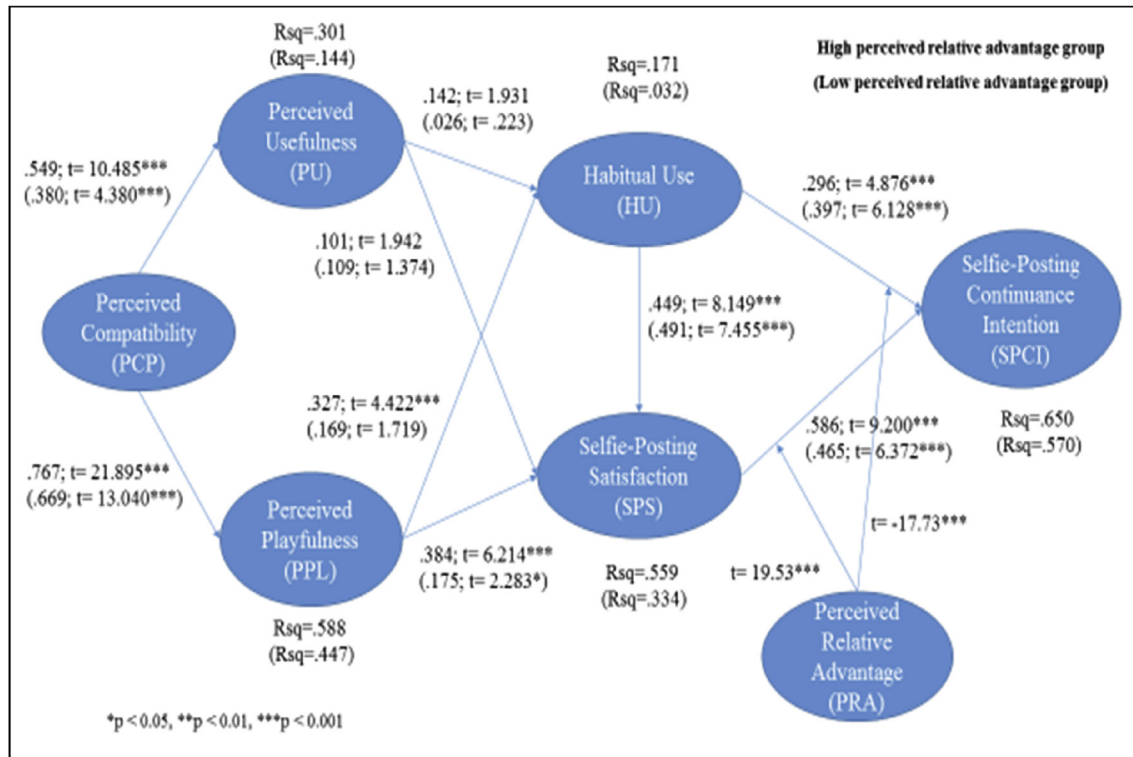 Rsq=.301
(Rsq=.144)
High perceived relative advantage group
(Low perceived relative advantage group)
Rsq=.171
(Rsq=.032)
Perceived
Usefulness
(PU)
.142; t= 1.931
(.026; t= .223)
.549; t= 10.485***
(.380; t= 4.380***)
Habitual Use
(HU)
.296; t= 4.876***
(.397; t= 6.128***)
.101; t= 1.942
(.109; t= 1.374)
Selfie-Posting
Continuance
Intention
(SPCI)
Perceived
Compatibility
(PCP)
.449; t= 8.149***
(.491; t= 7.455***)
.327; t= 4.422***
(.169; t= 1.719)
.586; t= 9.200***
(.465; t= 6.372***)
Rsq=.650
(Rsq=.570)
Selfie-Posting
Satisfaction
(SPS)
.767; t= 21.895***
(.669; t= 13.040***)
Perceived
Playfulness
(PPL)
t= -17.73***
.384; t= 6.214***
(.175; t= 2.283*)
t= 19.53***
Rsq=.559
(Rsq=.334)
Perceived
Relative
Advantage
(PRA)
Rsq=.588
(Rsq=.447)
*p < 0.05, **p < 0.01, ***p < 0.001